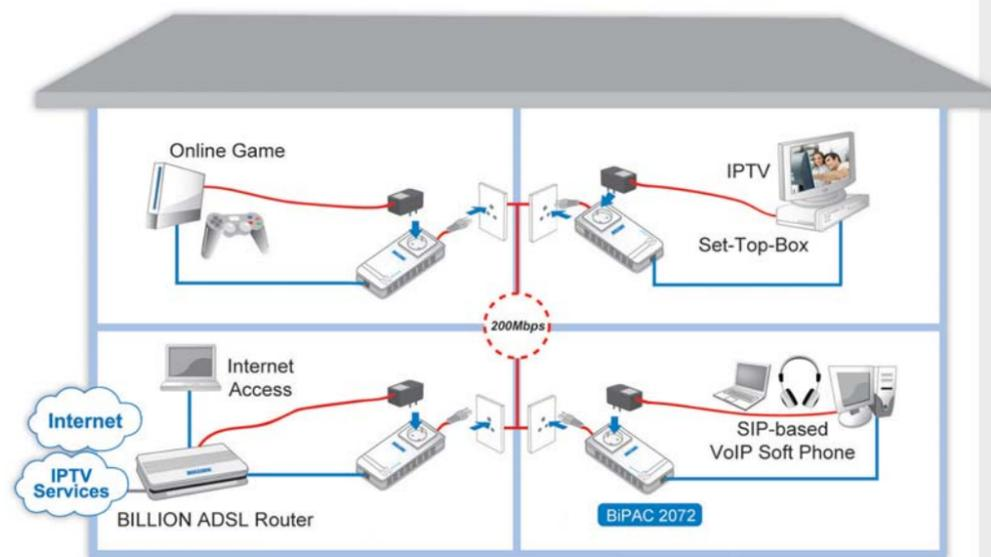 Online Game
IPTV
Set-Top-Box
200Mbps
Internet
Access
Internet
IPTV
Services
BILLION ADSL Router
SIP-based
VoIP Soft Phone
BiPAC 2072